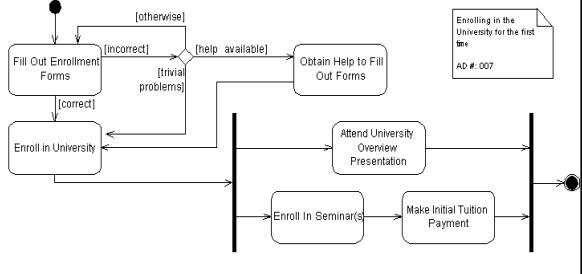 [otherwise]
Enrolling in the
University for the first
time
AD #: 007
Fill Out Enrollment
Forms
[incorrect]
[help available]
Obtain Help to Fill
Out Forms
[trivial
problems]
[correct]
Enroll in University
Attend University
Overview
Presentation
Enroll In Seminar(s)
Make Initial Tuition
Payment